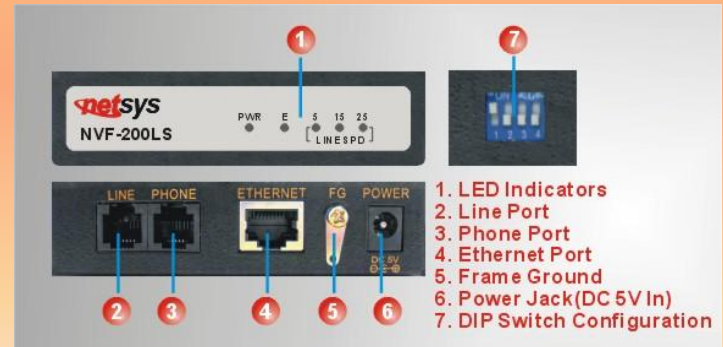 1
7
netsys
NVF-200LS
PWR E 5 15 25
LINE SPD
1 2 3 4
LINE PHONE ETHERNET FG POWER
DC 5V
2 3 4 5 6
1. LED Indicators
2. Line Port
3. Phone Port
4. Ethernet Port
5. Frame Ground
6. Power Jack(DC 5V In)
7. DIP Switch Configuration